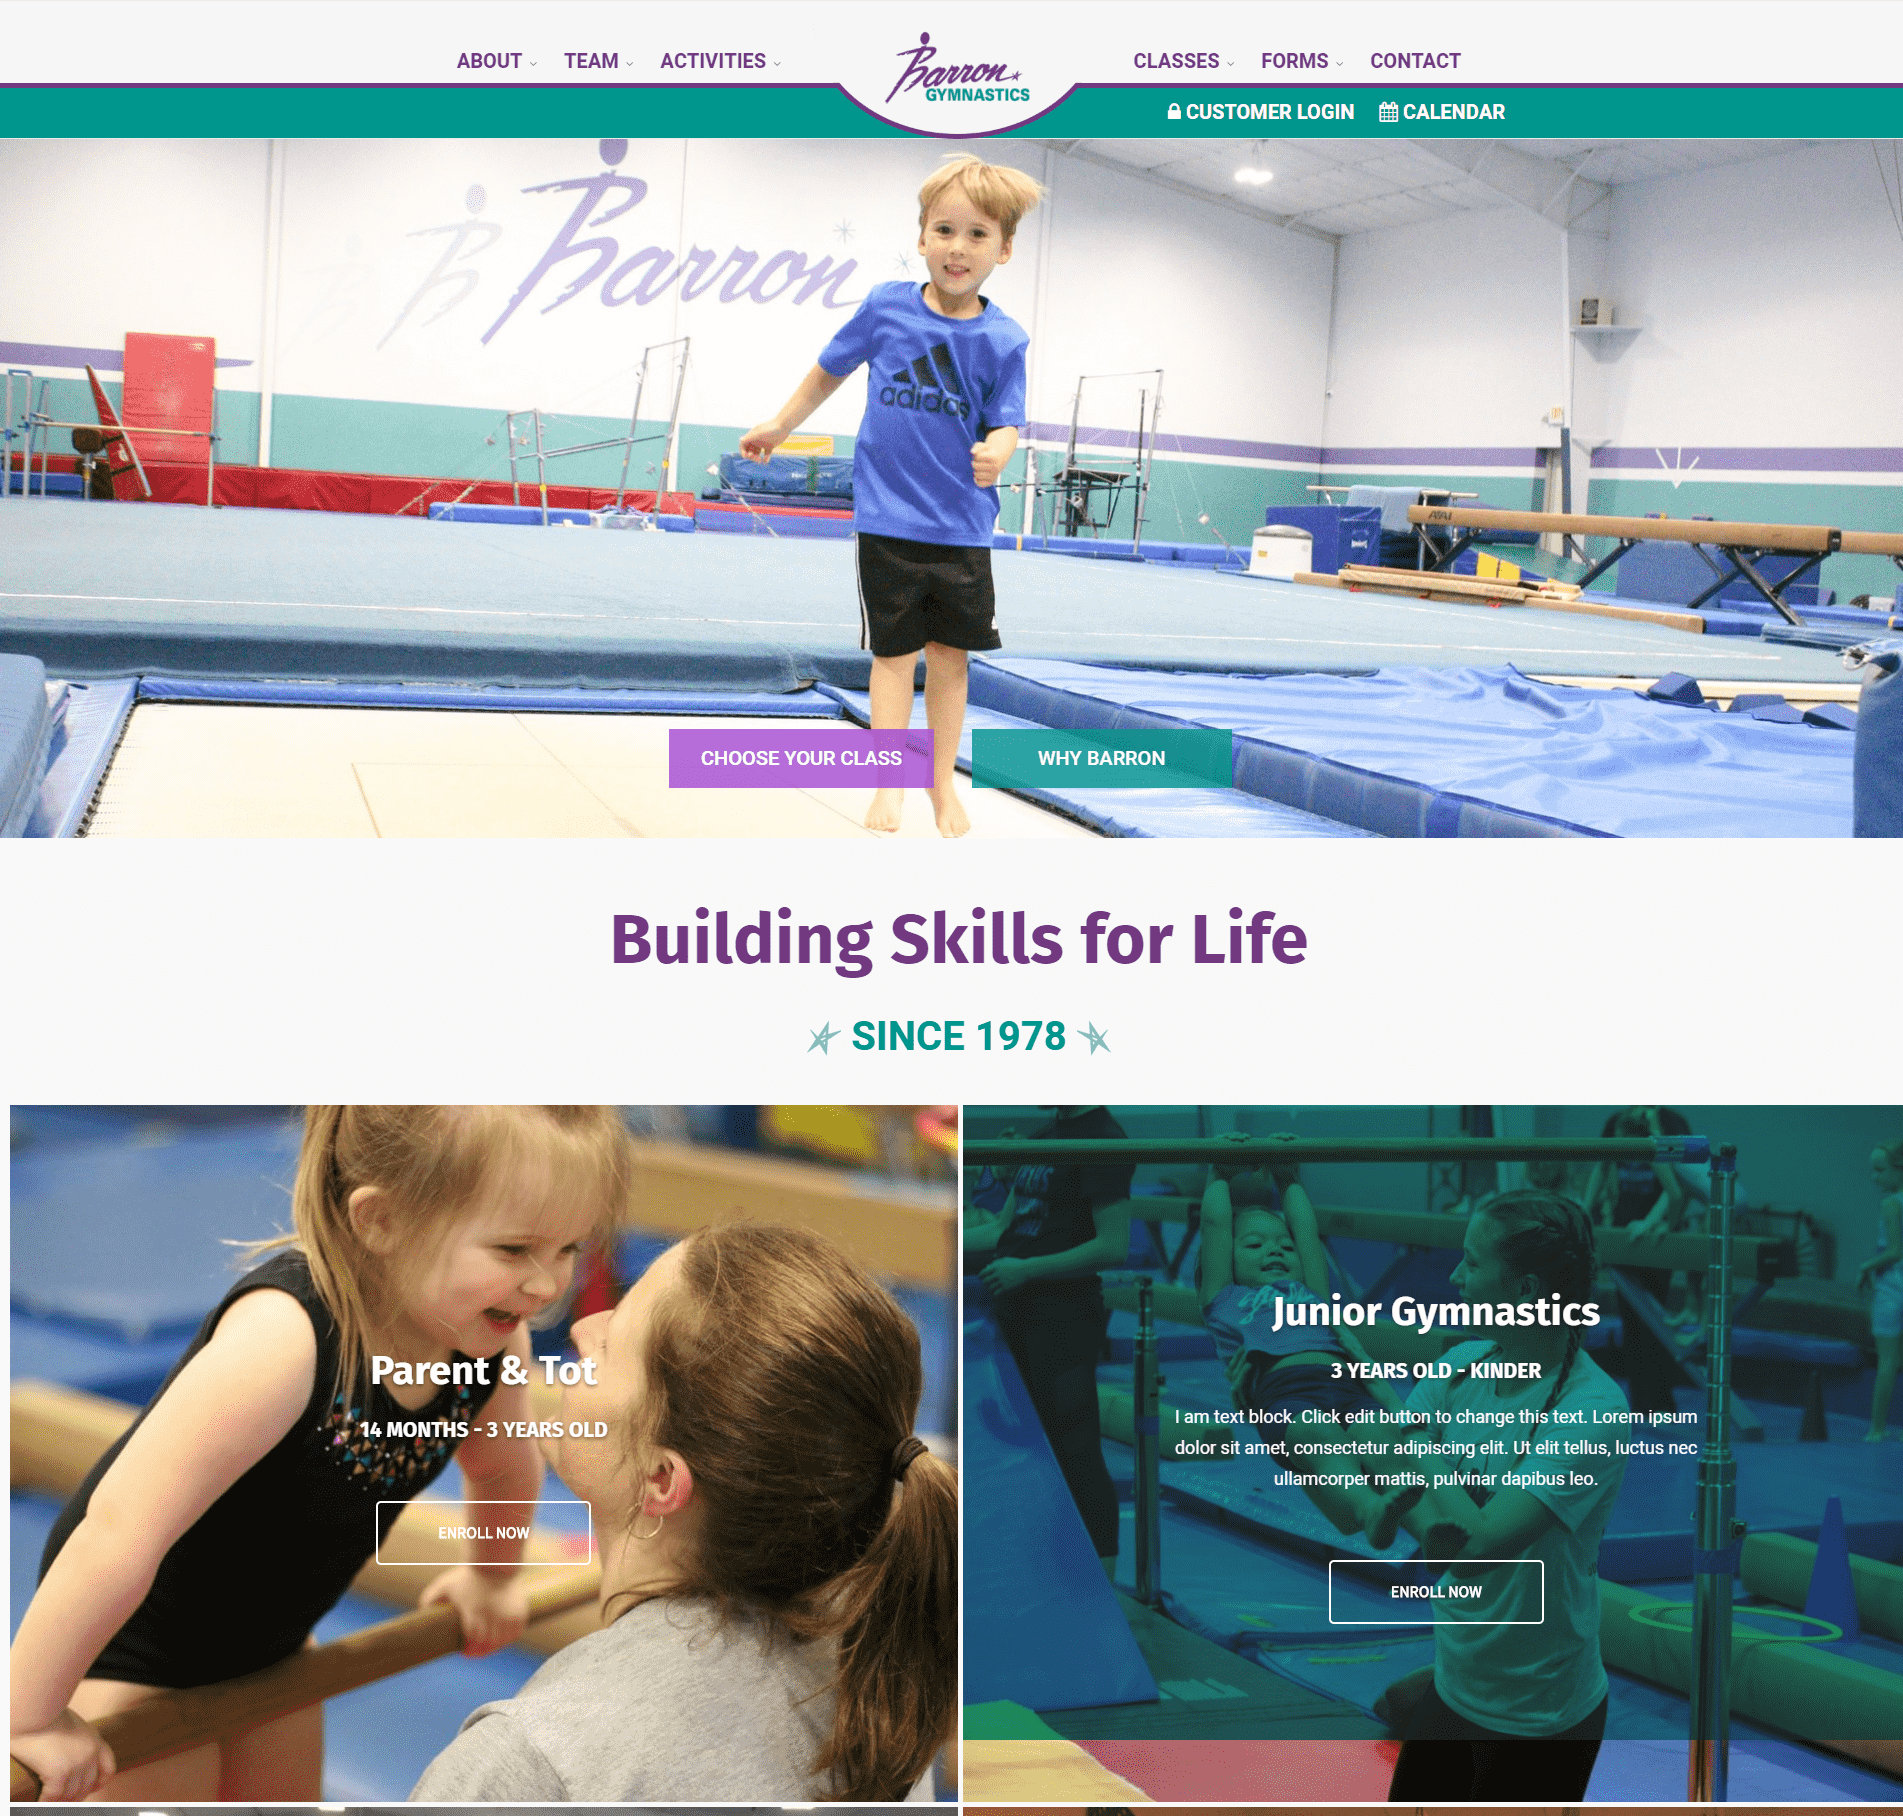 ABOUT TEAM ACTIVITIES
Barron
GYMNASTICS
CLASSES FORMS CONTACT
CUSTOMER LOGIN CALENDAR
Barron
adidas
AAI
CHOOSE YOUR CLASS WHY BARRON
Building Skills for Life
SINCE 1978
Parent & Tot
14 MONTHS - 3 YEARS OLD
ENROLL NOW
Junior Gymnastics
3 YEARS OLD - KINDER
I am text block. Click edit button to change this text. Lorem ipsum
dolor sit amet, consectetur adipiscing elit. Ut elit tellus, luctus nec
ullamcorper mattis, pulvinar dapibus leo.
ENROLL NOW